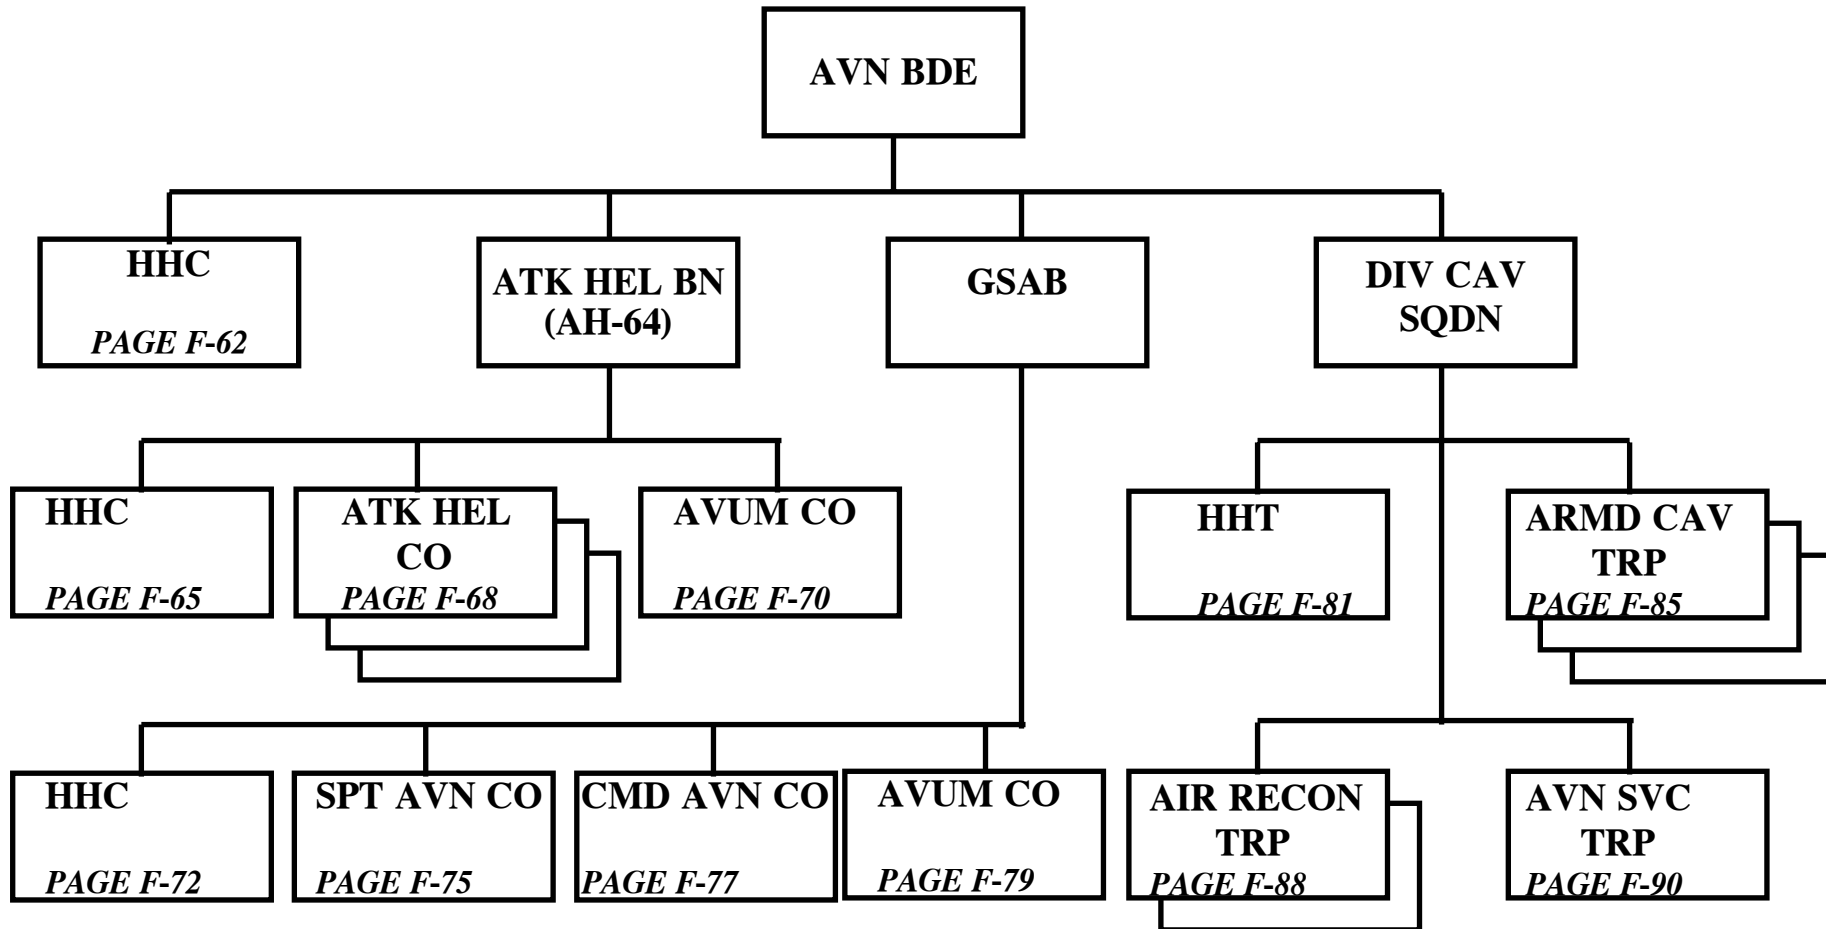 AVN BDE
HHC
PAGE F-62
ATK HEL BN
(AH-64)
GSAB
DIV CAV
SQDN
HHC
PAGE F-65
ATK HEL
CO
PAGE F-68
AVUM CO
PAGE F-70
HHT
PAGE F-81
ARMD CAV
TRP
PAGE F-85
HHC
PAGE F-72
SPT AVN CO
PAGE F-75
CMD AVN CO
PAGE F-77
AVUM CO
PAGE F-79
AIR RECON
TRP
PAGE F-88
AVN SVC
TRP
PAGE F-90